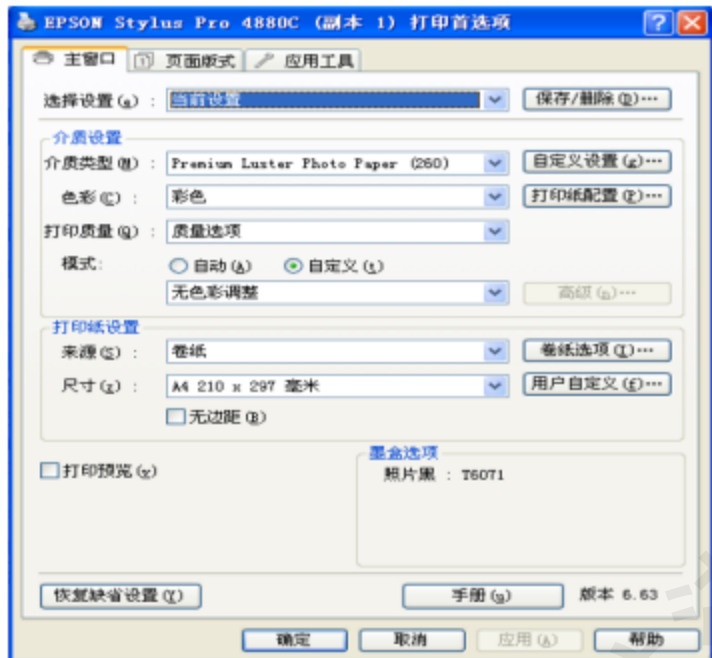 EPSON Stylus Pro 4880C (副本 1) 打印首选项
主窗口 页面版式 应用工具
选择设置(a) : 当前设置 保存/删除(D)...
介质设置
介质类型(M) : Premium Luster Photo Paper (260) 自定义设置(z)...
色彩(C) : 彩色 打印纸配置(P)...
打印质量(Q) : 质量选项
模式: 自动(A) 自定义(t)
无色彩调整 高级(n)...
打印纸设置
来源(S) : 卷纸 卷纸选项(I)...
尺寸(z) : A4 210 x 297 毫米 用户自定义(f)...
无边距(B)
墨盒选项
打印预览(v)
照片黑 : T6071
恢复缺省设置(Y) 手册(g) 版本 6.63
确定 取消 应用(A) 帮助